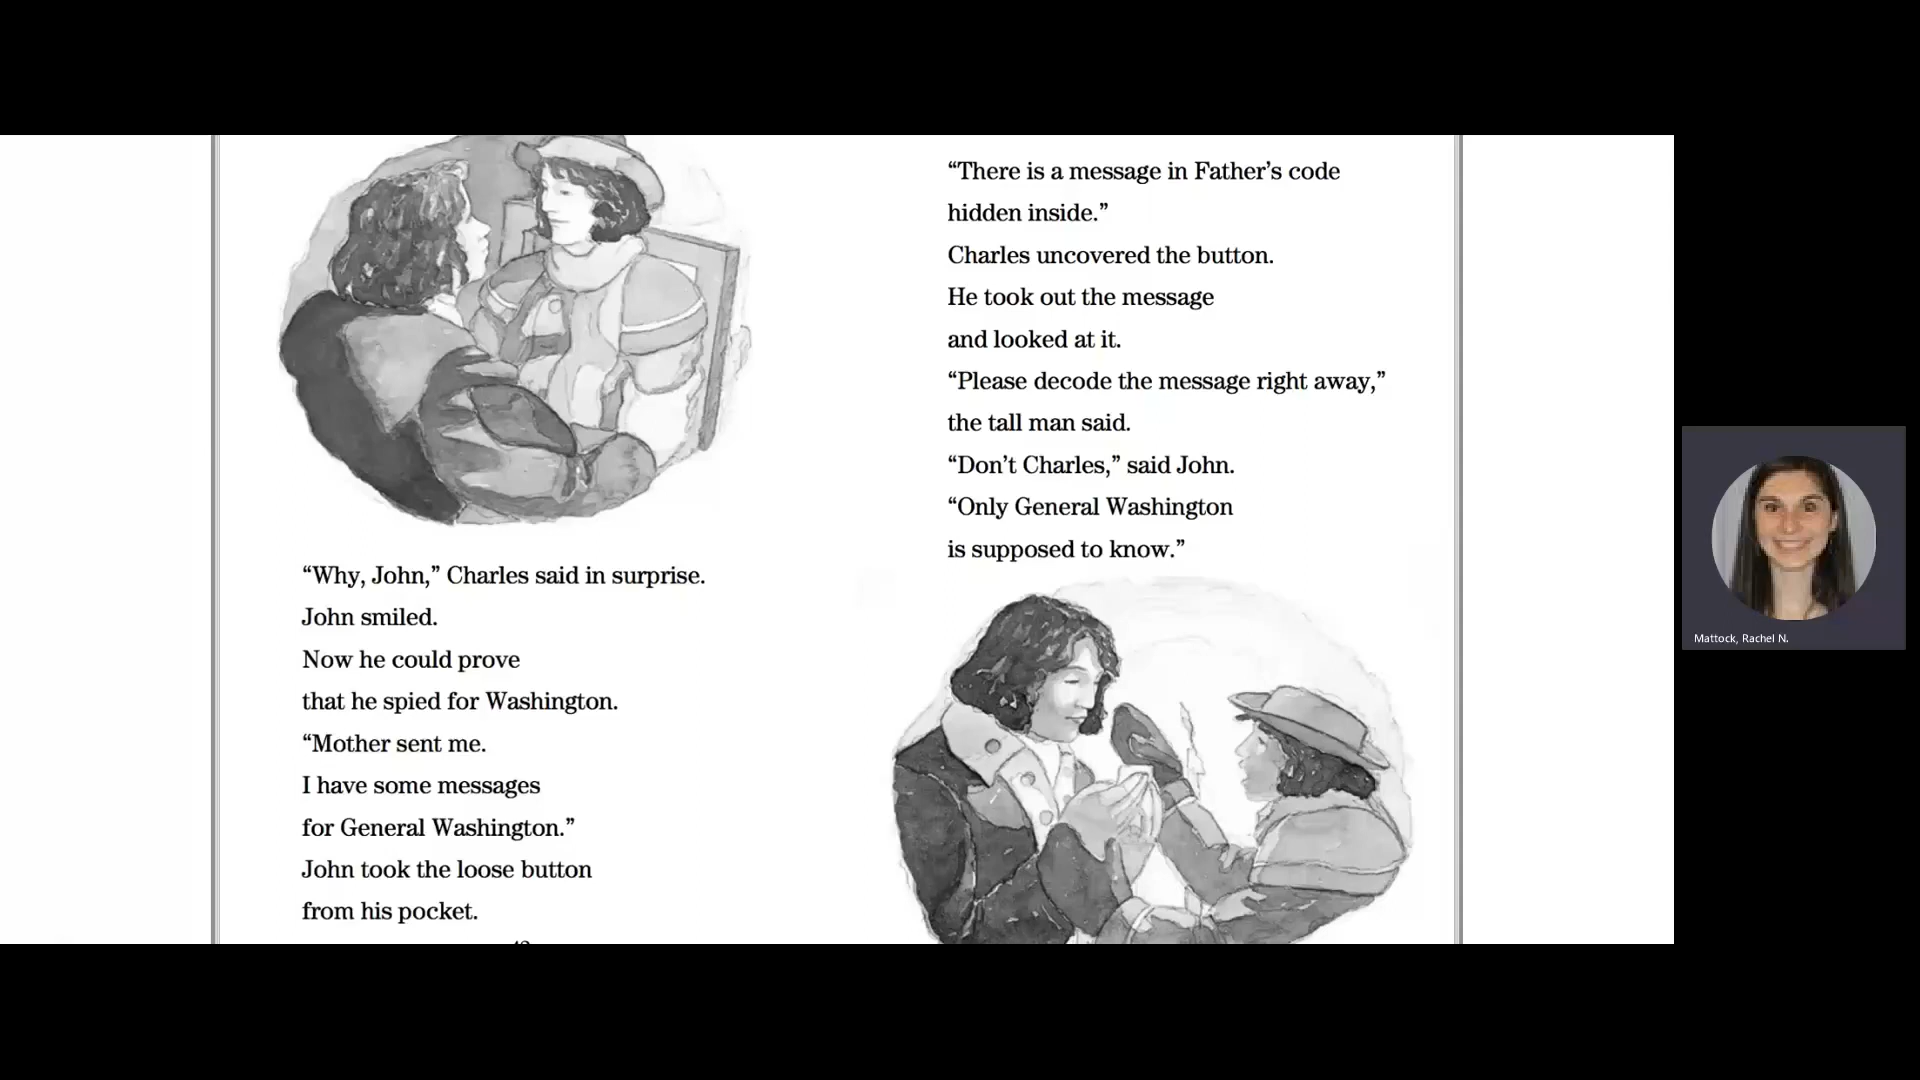 “Why, John,” Charles said in surprise.
John smiled.
Now he could prove
that he spied for Washington.
“Mother sent me.
I have some messages
for General Washington.”
John took the loose button
from his pocket.
“There is a message in Father’s code
hidden inside.”
Charles uncovered the button.
He took out the message
and looked at it.
“Please decode the message right away,”
the tall man said.
“Don’t Charles,” said John.
“Only General Washington
is supposed to know.”
Mattock, Rachel N.